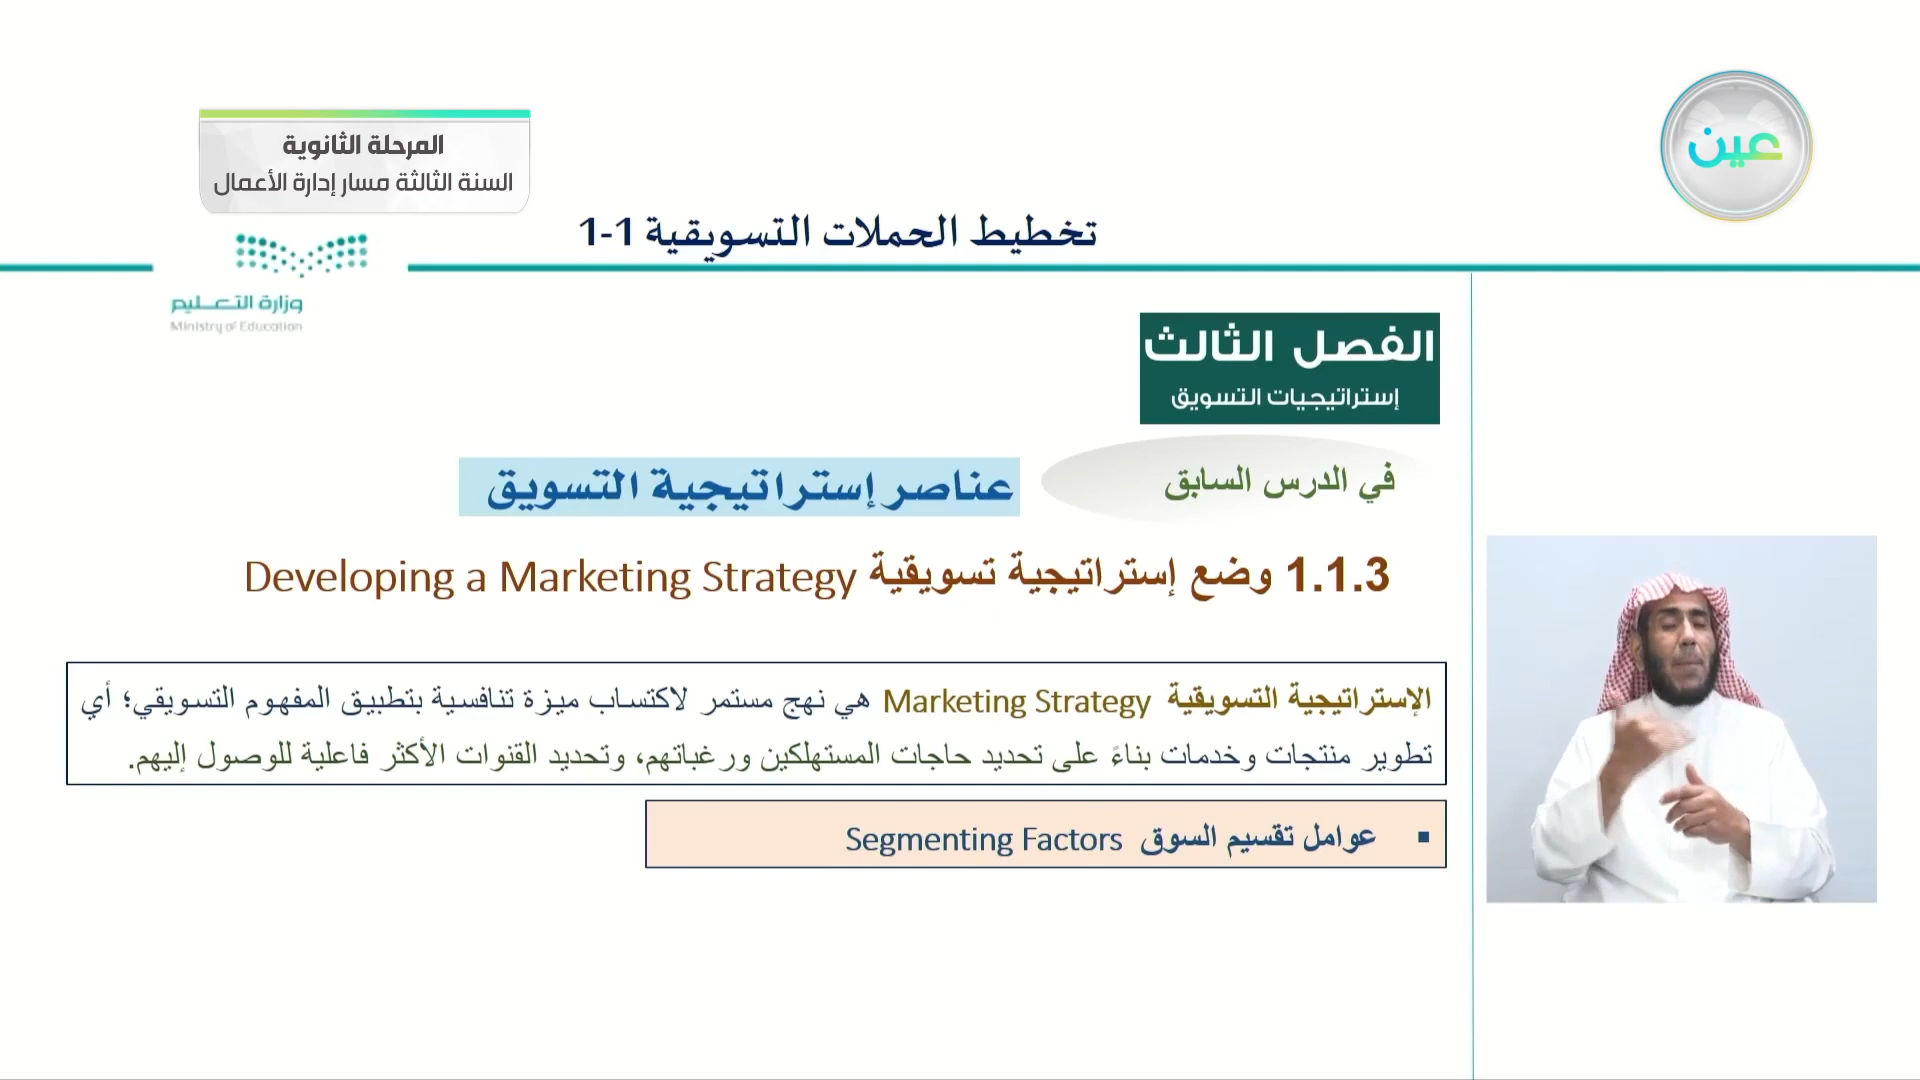 عين
المرحلة الثانوية
السنة الثالثة مسار إدارة الأعمال
تخطيط الحملات التسويقية 1-1
وزارة التعليم
Ministry of Education
الفصل الثالث
إستراتيجيات التسويق
في الدرس السابق
عناصر إستراتيجية التسويق
1.1.3 وضع إستراتيجية تسويقية Developing a Marketing Strategy
الإستراتيجية التسويقية Marketing Strategy هي نهج مستمر لاكتساب ميزة تنافسية بتطبيق المفهوم التسويقي؛ أي
تطوير منتجات وخدمات بناءً على تحديد حاجات المستهلكين ورغباتهم، وتحديد القنوات الأكثر فاعلية للوصول إليهم.
▪ عوامل تقسيم السوق Segmenting Factors